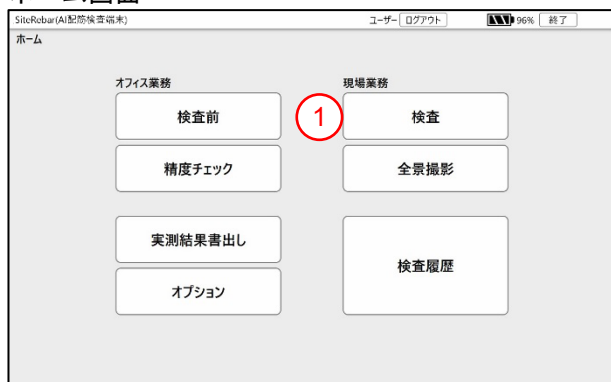 SiteRebar(AI配筋検査端末) ユーザー ログアウト 96% 終了
ホーム
オフィス業務 現場業務
検査前 1 検査
精度チェック 全景撮影
実測結果書出し
検査履歴
オプション